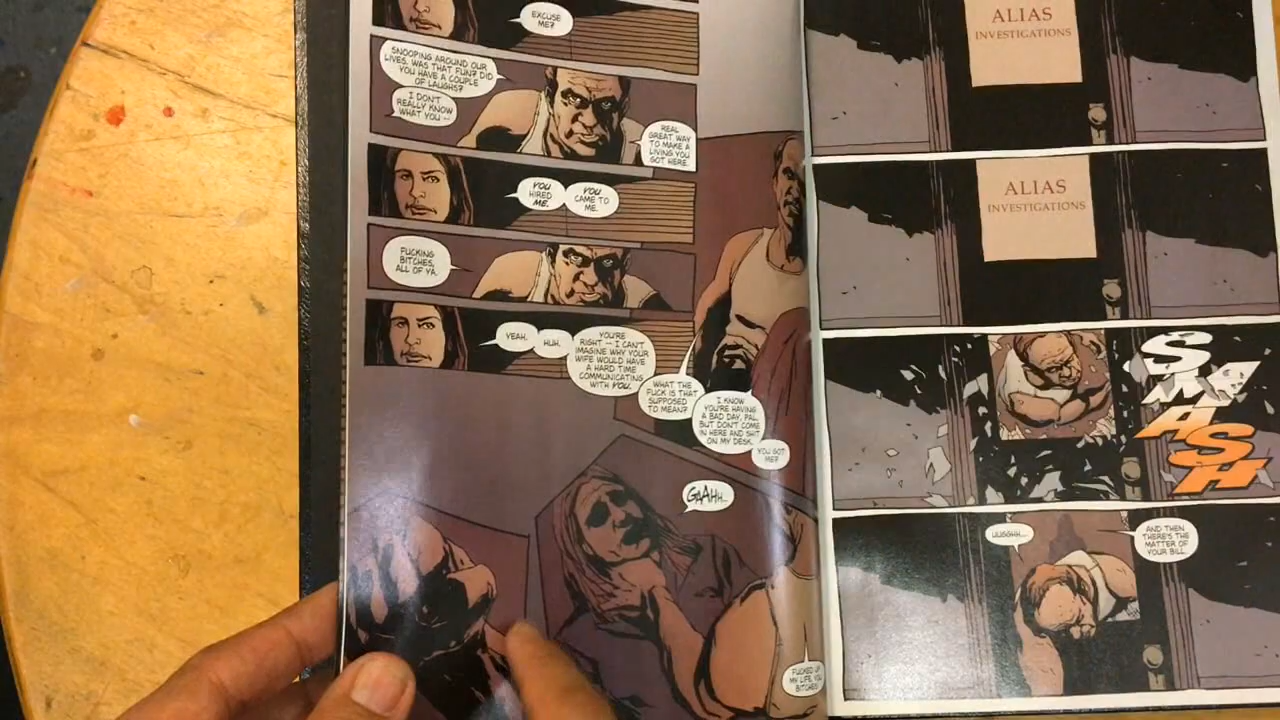 EXCUSE
ME?
SNOOPING AROUND OUR
LIVES. WAS THAT FUN? DID
YOU HAVE A COUPLE
OF LAUGHS?
I DON'T
REALLY KNOW
WHAT YOU --
REAL
GREAT WAY
TO MAKE A
LIVING YOU
GOT HERE.
YOU
HIRED
ME.
YOU
CAME TO
ME.
FUCKING
BITCHES,
ALL OF YA.
YEAH.
HUH.
YOU'RE
RIGHT -- I CAN'T
IMAGINE WHY YOUR
WIFE WOULD HAVE
A HARD TIME
COMMUNICATING
WITH YOU.
WHAT THE
FUCK IS THAT
SUPPOSED
TO MEAN?
I KNOW
YOU'RE HAVING
A BAD DAY, PAL,
BUT DON'T COME
IN HERE AND SHIT
ON MY DESK.
YOU GOT
ME?
GAAHH...
FUCKED UP
MY LIFE, YOU
BITCHES
ALIAS
INVESTIGATIONS
ALIAS
INVESTIGATIONS
SMASH
UUGGHH...
AND THEN
THERE'S THE
MATTER OF
YOUR BILL.